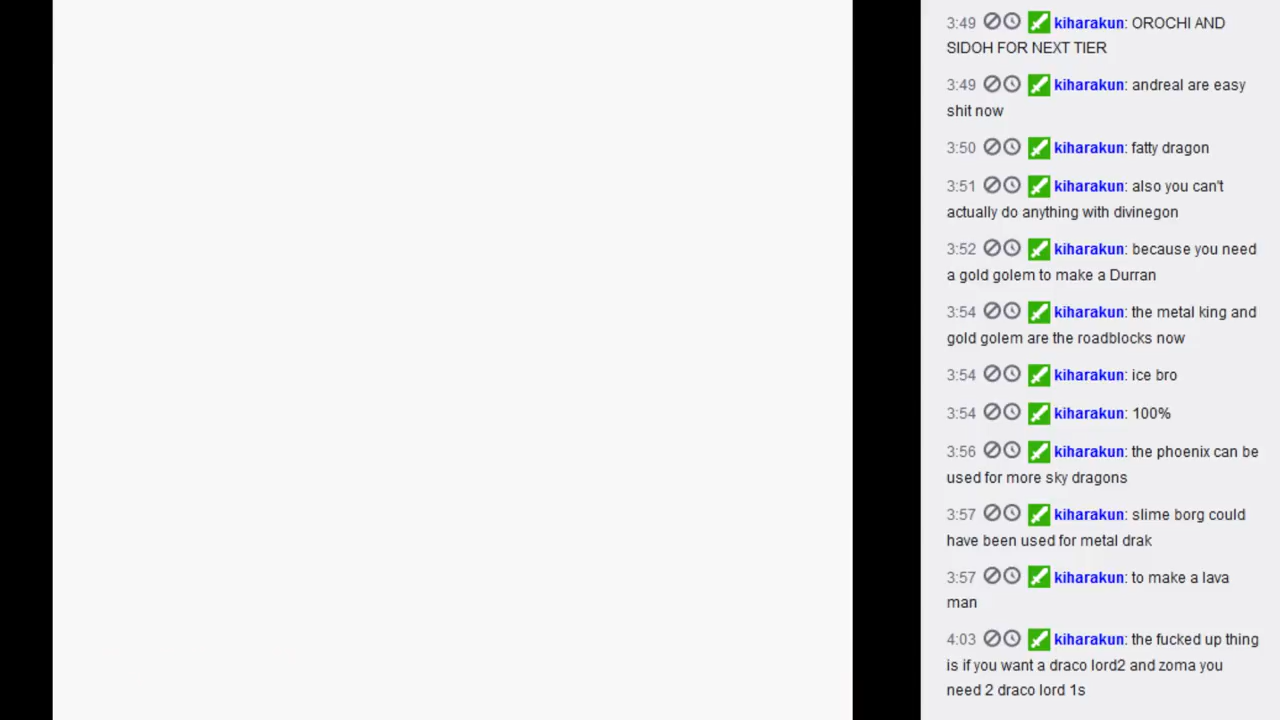 3:49 kiharakun: OROCHI AND
SIDOH FOR NEXT TIER
3:49 kiharakun: andreal are easy
shit now
3:50 kiharakun: fatty dragon
3:51 kiharakun: also you can't
actually do anything with divinegon
3:52 kiharakun: because you need
a gold golem to make a Durran
3:54 kiharakun: the metal king and
gold golem are the roadblocks now
3:54 kiharakun: ice bro
3:54 kiharakun: 100%
3:56 kiharakun: the phoenix can be
used for more sky dragons
3:57 kiharakun: slime borg could
have been used for metal drak
3:57 kiharakun: to make a lava
man
4:03 kiharakun: the fucked up thing
is if you want a draco lord2 and zoma you
need 2 draco lord 1s